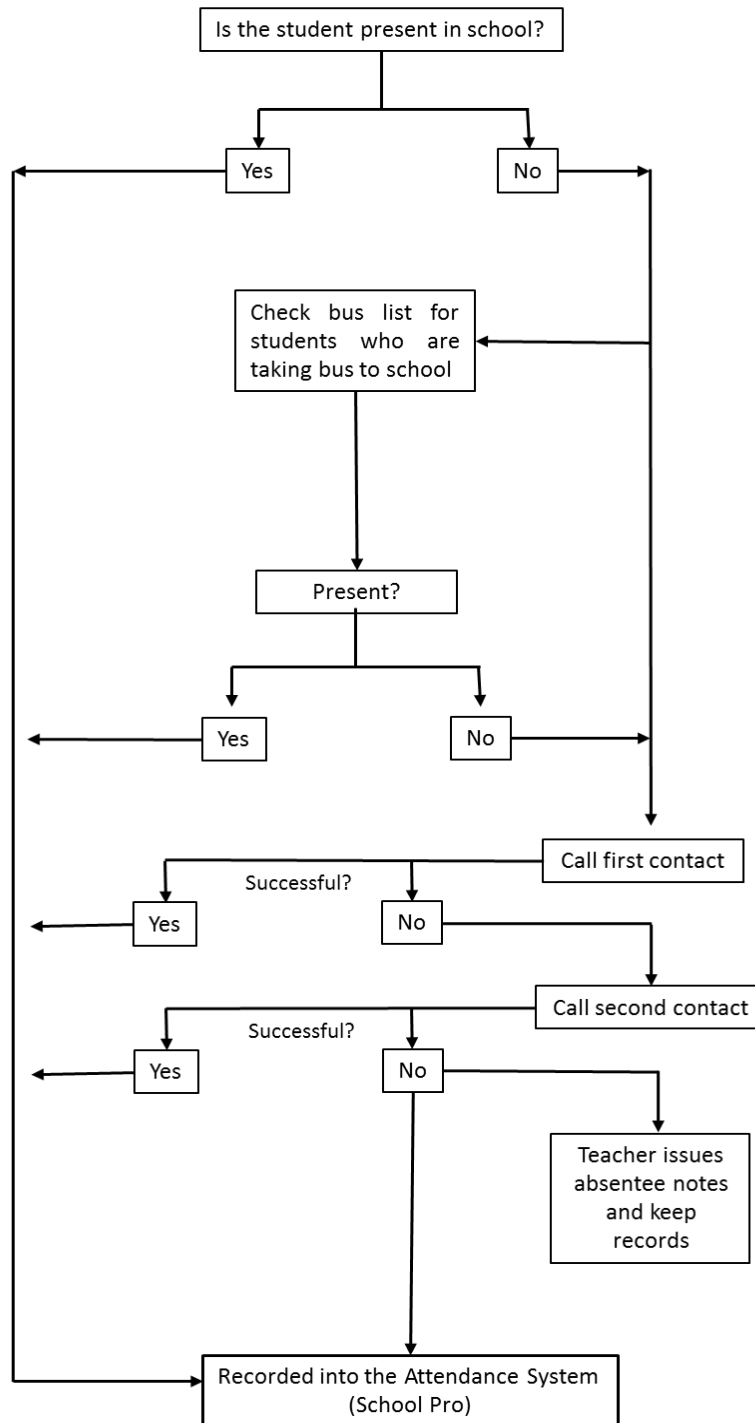 Is the student present in school?
Yes
No
Check bus list for
students who are
taking bus to school
Present?
Yes
No
Call first contact
Successful?
Yes
No
Call second contact
Successful?
Yes
No
Teacher issues
absentee notes
and keep
records
Recorded into the Attendance System
(School Pro)